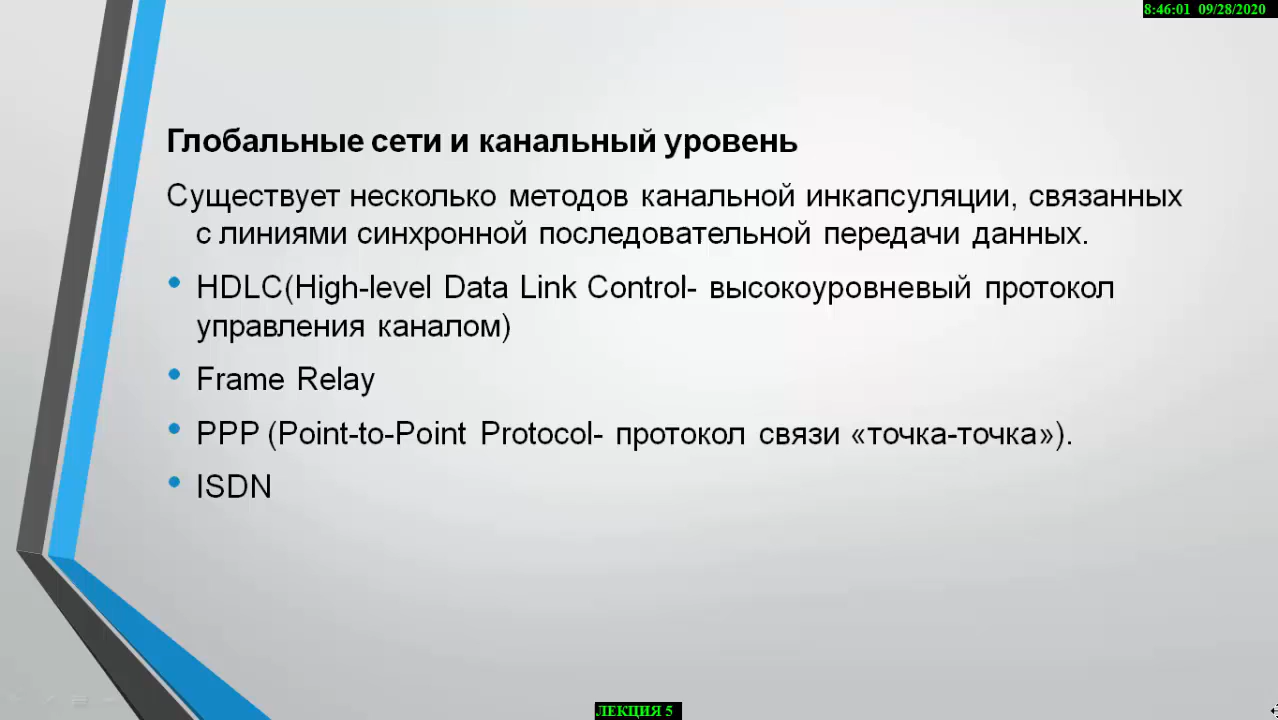 8:46:01 09/28/2020
Глобальные сети и канальный уровень
Существует несколько методов канальной инкапсуляции, связанных
с линиями синхронной последовательной передачи данных.
• HDLC(High-level Data Link Control- высокоуровневый протокол
управления каналом)
• Frame Relay
• PPP (Point-to-Point Protocol- протокол связи «точка-точка»).
• ISDN
ЛЕКЦИЯ 5